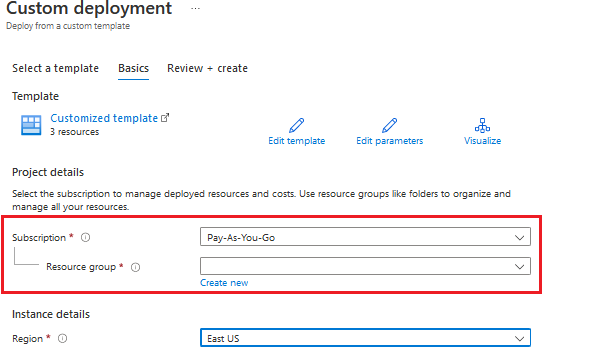 Custom deployment ...
Deploy from a custom template
Select a template Basics Review + create
Template
Customized template
3 resources
Edit template Edit parameters Visualize
Project details
Select the subscription to manage deployed resources and costs. Use resource groups like folders to organize and
manage all your resources.
Subscription * Pay-As-You-Go
Resource group *
Create new
Instance details
Region * East US